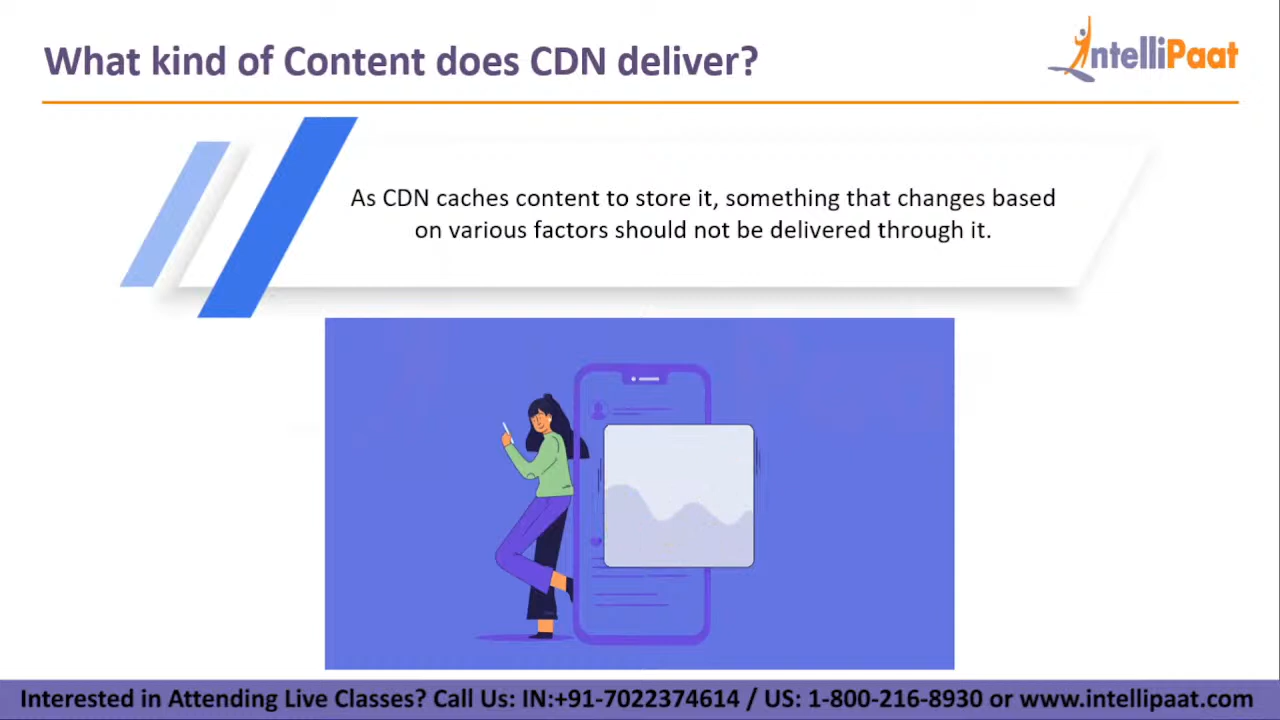 What kind of Content does CDN deliver?
IntelliPaat
As CDN caches content to store it, something that changes based
on various factors should not be delivered through it.
Interested in Attending Live Classes? Call Us: IN:+91-7022374614 / US: 1-800-216-8930 or www.intellipaat.com